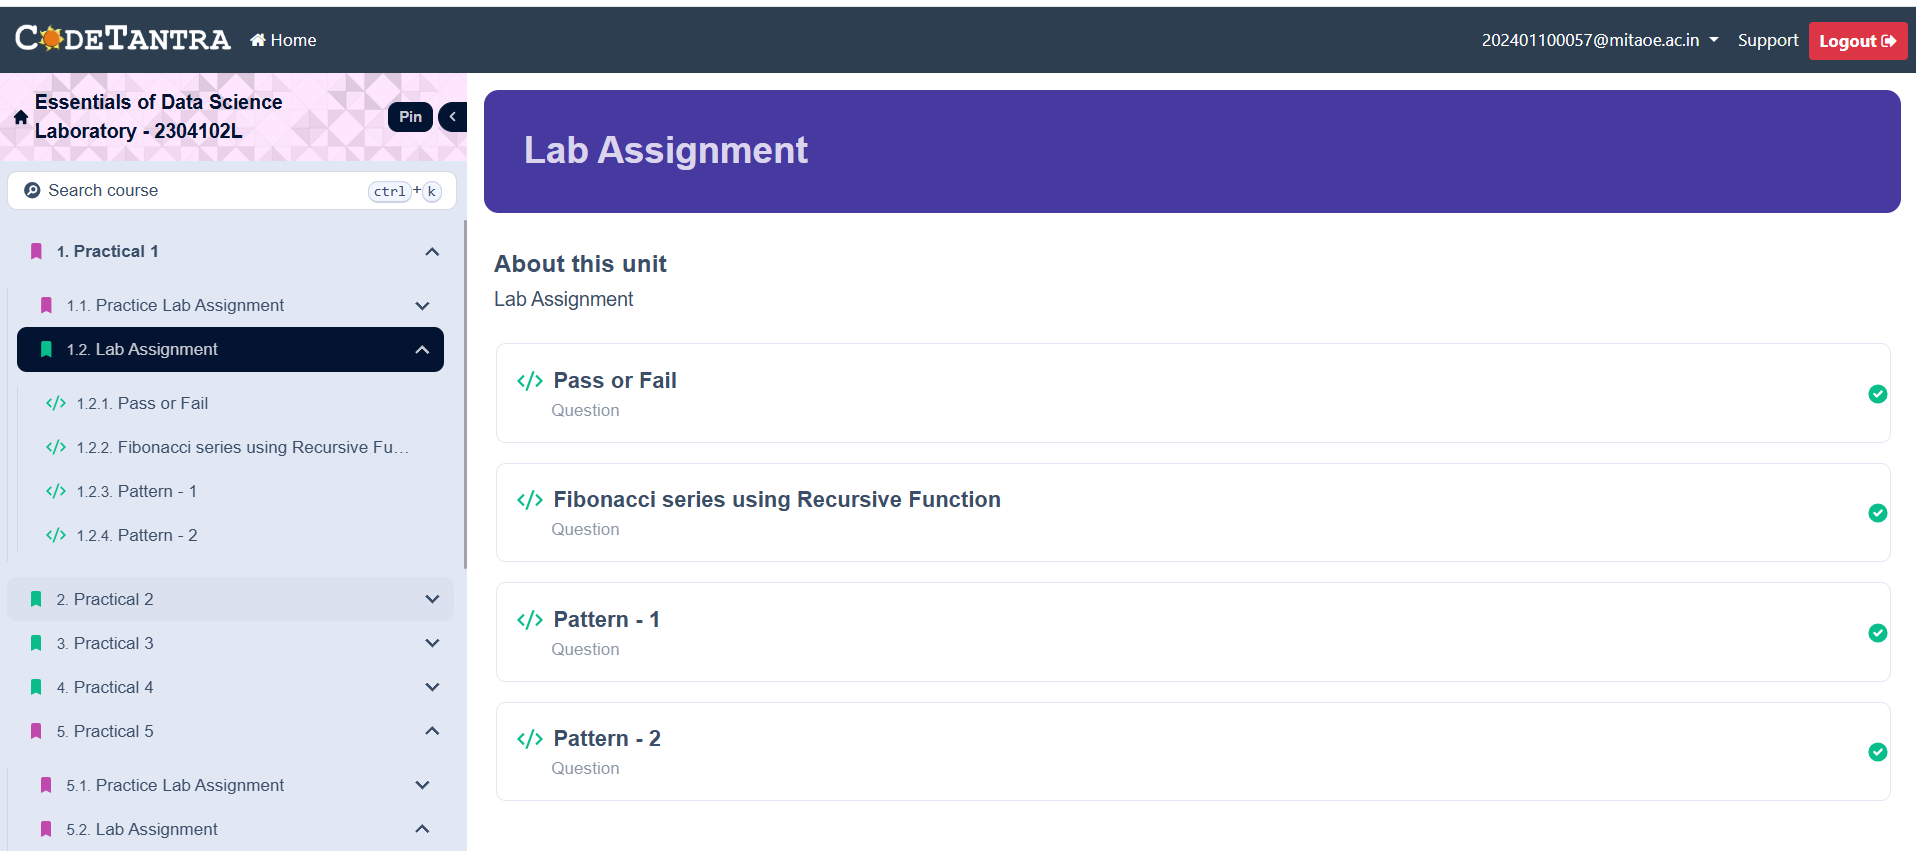 CODETANTRA
Home
202401100057@mitaoe.ac.in
Support
Logout
Essentials of Data Science
Laboratory - 2304102L
Pin
Search course
ctrl + k
1. Practical 1
1.1. Practice Lab Assignment
1.2. Lab Assignment
1.2.1. Pass or Fail
1.2.2. Fibonacci series using Recursive Fu...
1.2.3. Pattern - 1
1.2.4. Pattern - 2
2. Practical 2
3. Practical 3
4. Practical 4
5. Practical 5
5.1. Practice Lab Assignment
5.2. Lab Assignment
Lab Assignment
About this unit
Lab Assignment
</> Pass or Fail
Question
</> Fibonacci series using Recursive Function
Question
</> Pattern - 1
Question
</> Pattern - 2
Question